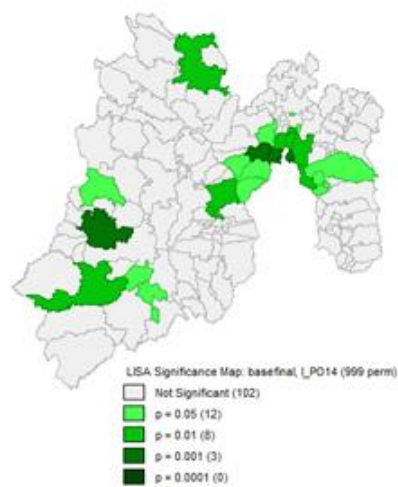 LISA Significance Map: basefinal, I_PO14 (999 perm)
Not Significant (102)
p = 0.05 (12)
p = 0.01 (8)
p = 0.001 (3)
p = 0.0001 (0)